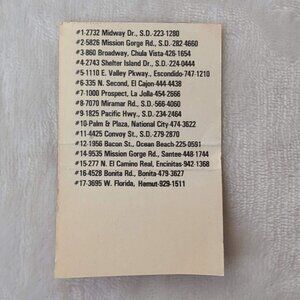 #1-2732 Midway Dr., S.D.-223-1280
#2-5826 Mission Gorge Rd., S.D.-282-4660
#3-860 Broadway, Chula Vista-426-1654
#4-2743 Shelter Island Dr., S.D.-224-0444
#5-1110 E. Valley Pkway., Escondido-747-1210
#6-335 N. Second, El Cajon-444-4438
#7-1000 Prospect, La Jolla-454-2666
#8-7070 Miramar Rd., S.D.-566-4060
#9-1825 Pacific Hwy., S.D.-234-2464
#10-Palm & Plaza, National City-474-3622
#11-4425 Convoy St., S.D.-279-2870
#12-1956 Bacon St., Ocean Beach-225-0591
#14-9535 Mission Gorge Rd., Santee-448-1744
#15-277 N. El Camino Real, Encinitas-942-1368
#16-4528 Bonita Rd., Bonita-479-3627
#17-3695 W. Florida, Hemut-929-1511